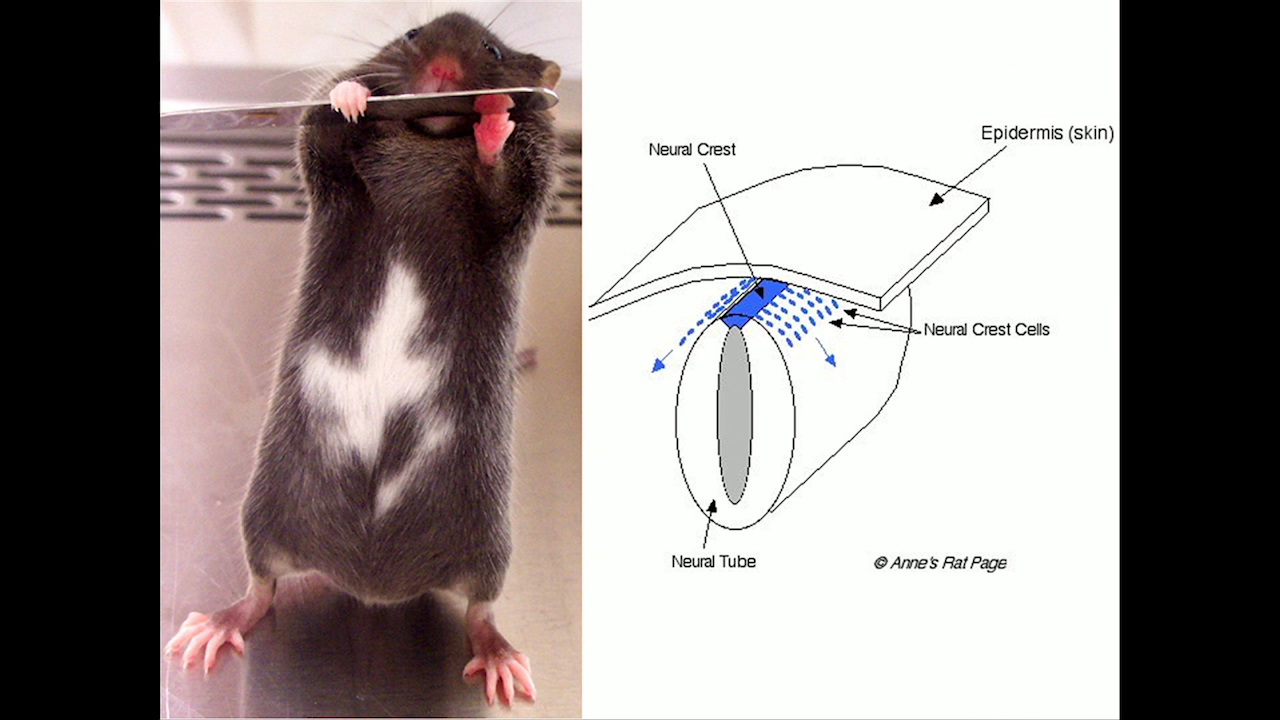 Epidermis (skin)
Neural Crest
Neural Crest Cells
Neural Tube
© Anne's Rat Page